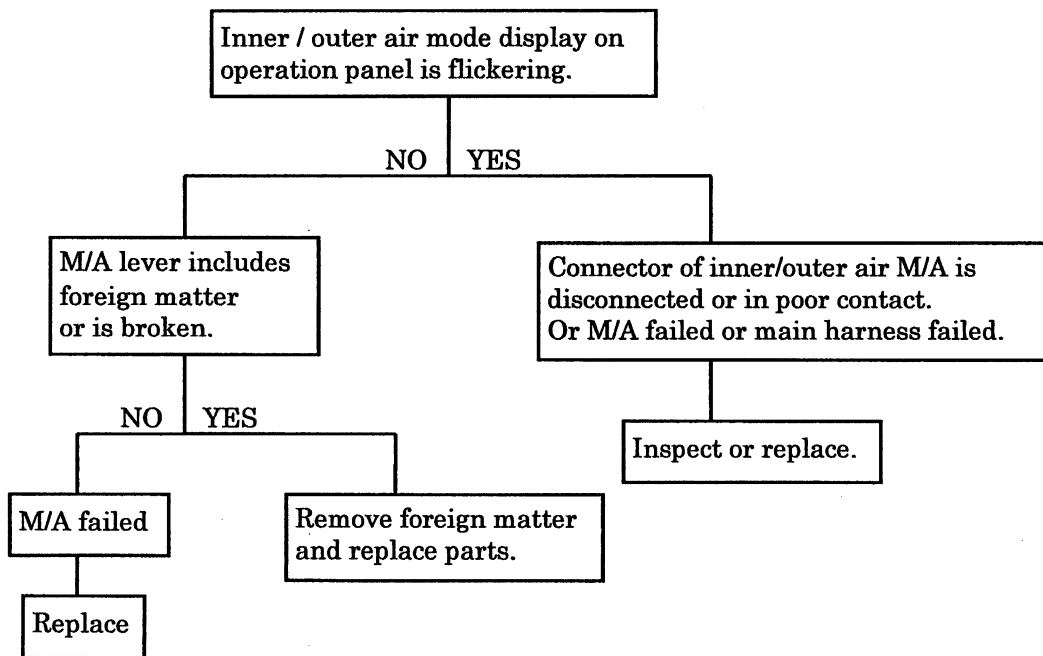 Inner / outer air mode display on
operation panel is flickering.
NO YES
M/A lever includes
foreign matter
or is broken.
Connector of inner/outer air M/A is
disconnected or in poor contact.
Or M/A failed or main harness failed.
NO YES
Inspect or replace.
M/A failed
Remove foreign matter
and replace parts.
Replace